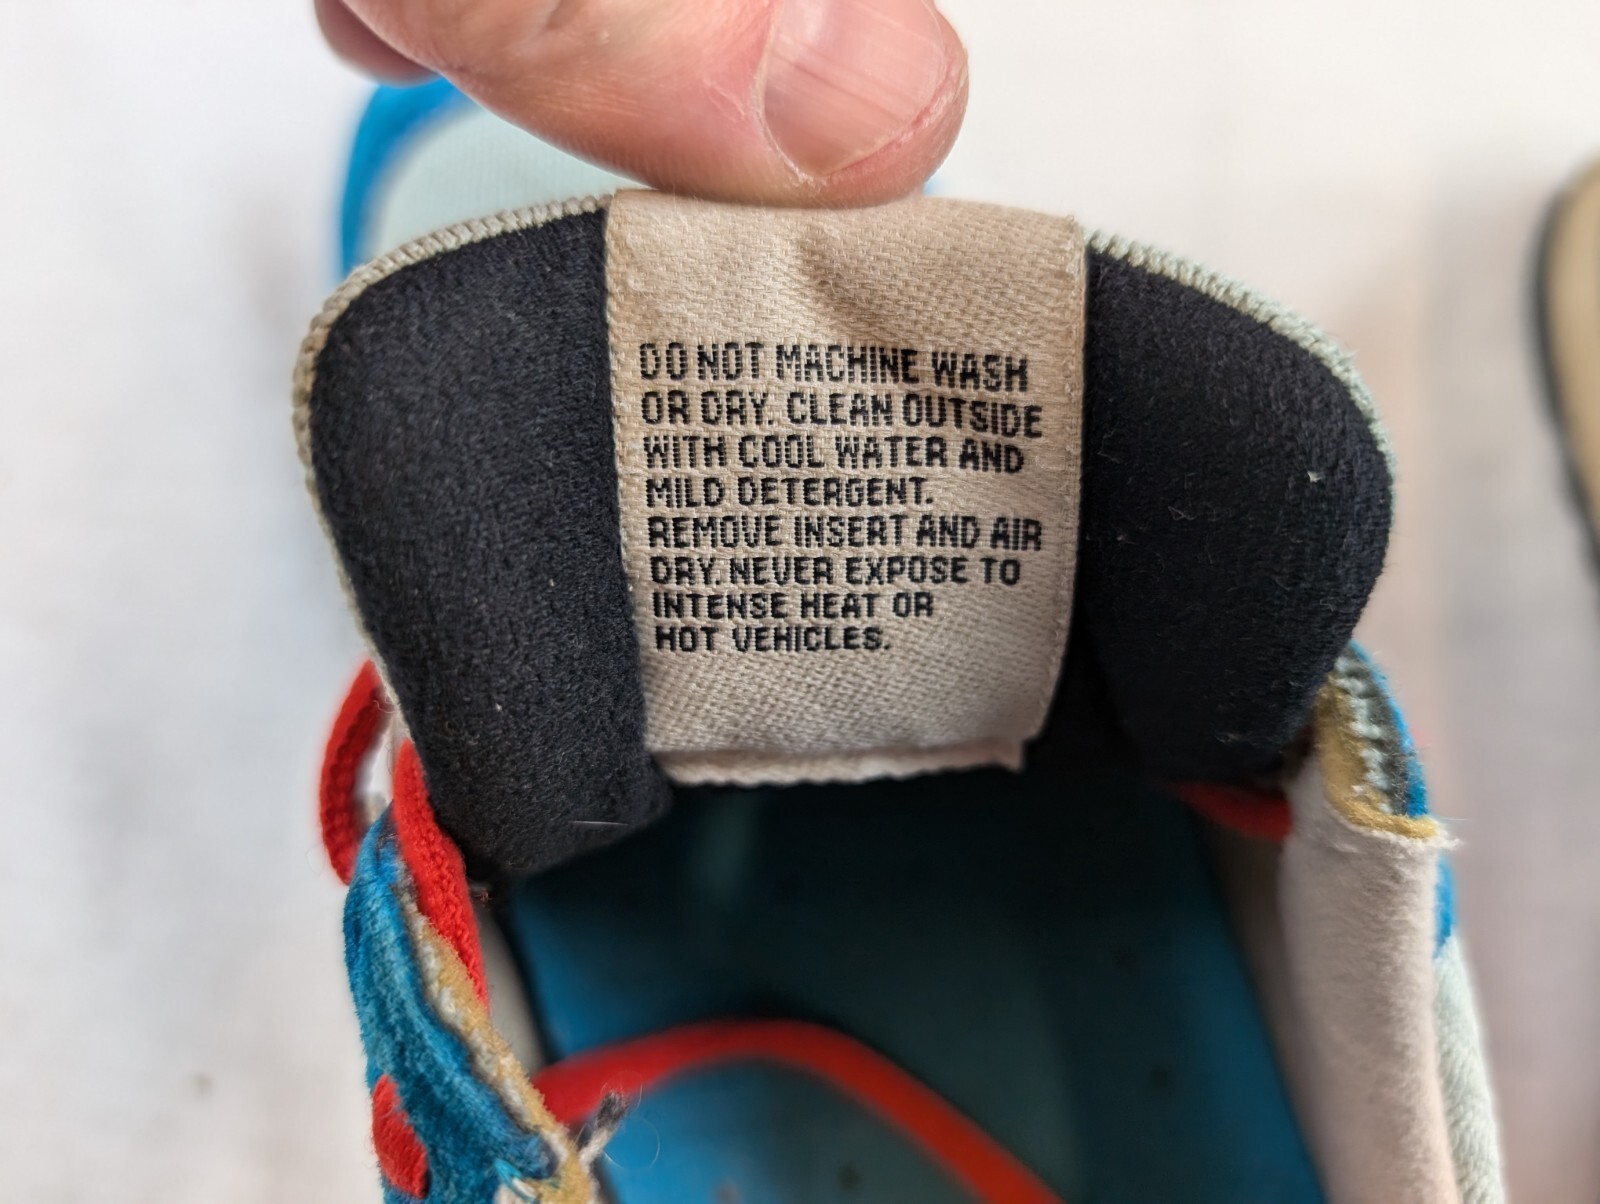 DO NOT MACHINE WASH
OR DRY. CLEAN OUTSIDE
WITH COOL WATER AND
MILD DETERGENT.
REMOVE INSERT AND AIR
DRY. NEVER EXPOSE TO
INTENSE HEAT OR
HOT VEHICLES.